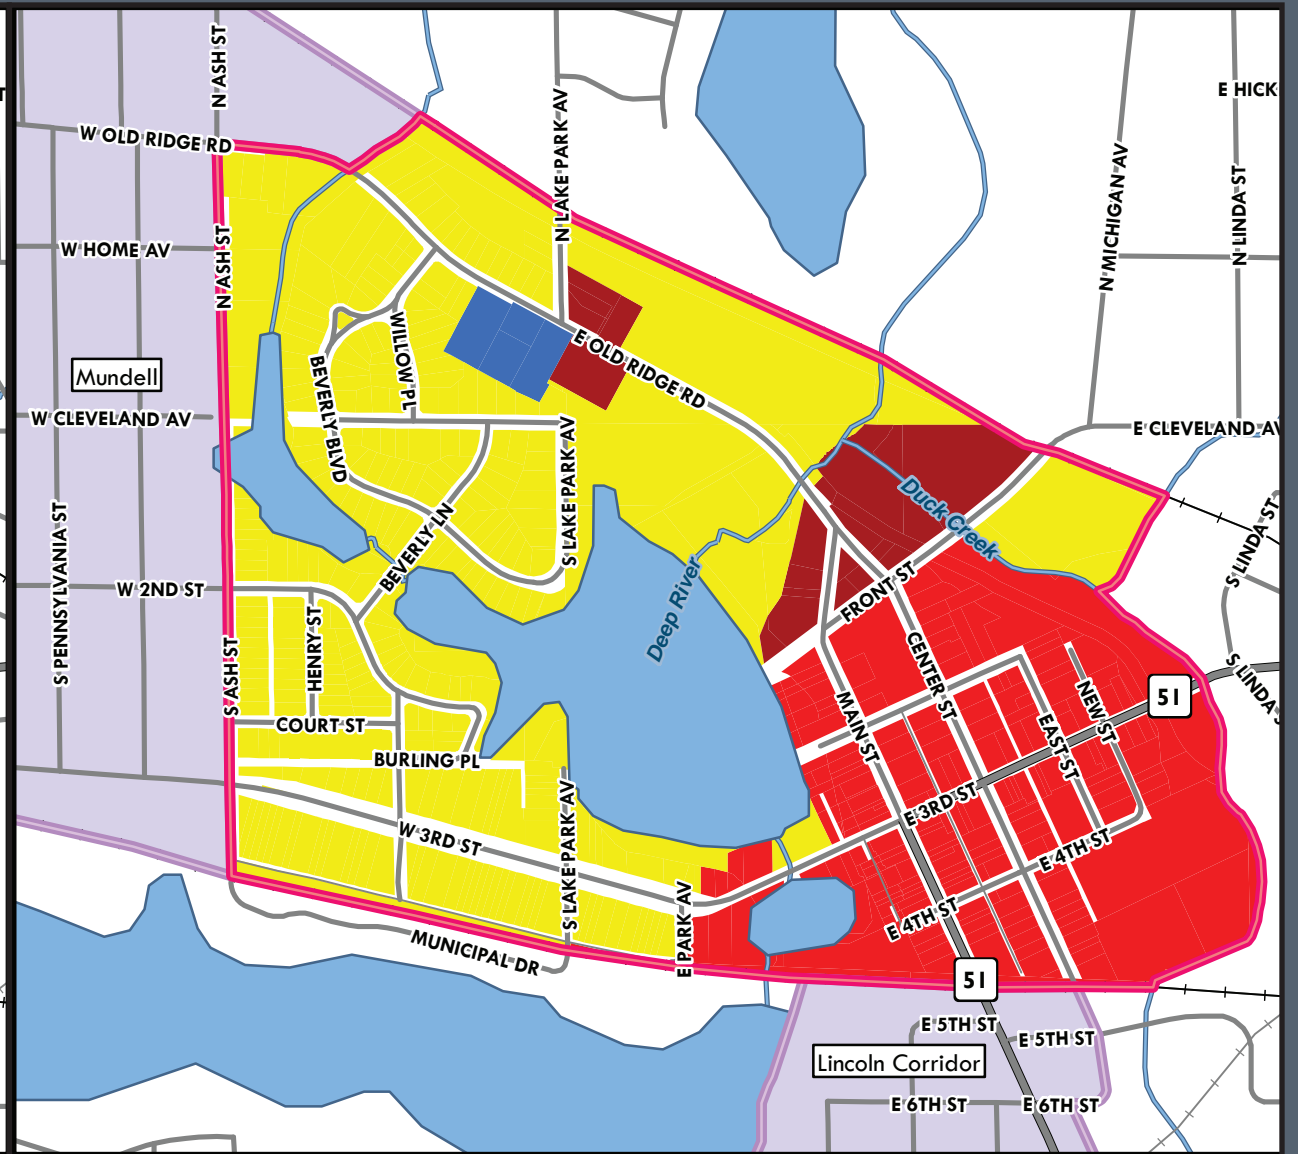 N ASH ST
W OLD RIDGE RD
N LAKE PARK AV
E HICK
N MICHIGAN AV
N LINDA ST
W HOME AV
N ASH ST
Mundell
WILLOW PL
BEVERLY BLVD
E OLD RIDGE RD
W CLEVELAND AV
E CLEVELAND AV
S LAKE PARK AV
BEVERLY LN
Duck Creek
S PENNSYLVANIA ST
S LINDA ST
W 2ND ST
HENRY ST
Deep River
FRONT ST
S ASH ST
CENTER ST
S LINDA S
NEW ST
51
MAIN ST
EAST ST
COURT ST
BURLING PL
E 3RD ST
W 3RD ST
S LAKE PARK AV
E 4TH ST
E 4TH ST
E PARK AV
MUNICIPAL DR
51
E 5TH ST
E 5TH ST
Lincoln Corridor
E 6TH ST
E 6TH ST